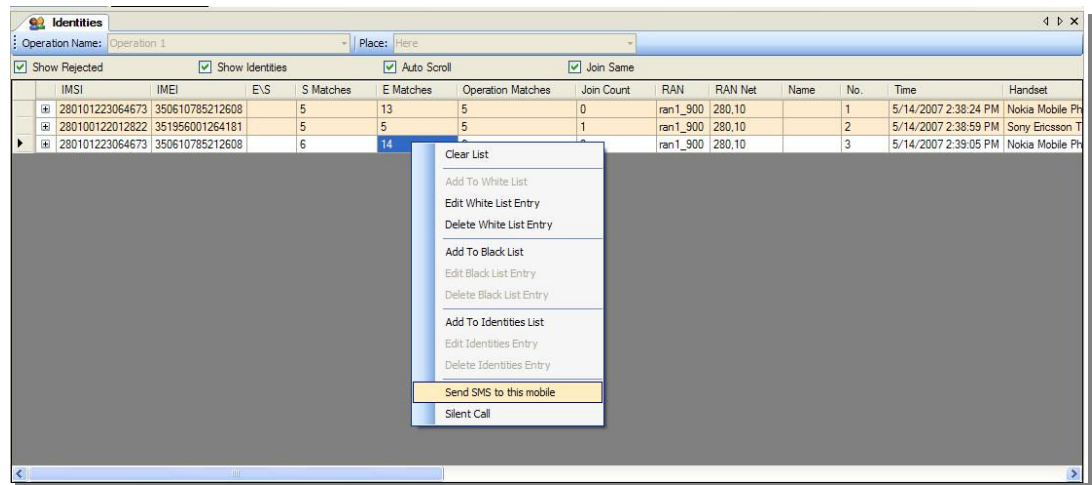 Identities
Operation Name: Operation 1 Place: Here
Show Rejected Show Identities Auto Scroll Join Same
IMSI IMEI E\S S Matches E Matches Operation Matches Join Count RAN RAN Net Name No. Time Handset
280101223064673 350610785212608 5 13 5 0 ran1_900 280,10 1 5/14/2007 2:38:24 PM Nokia Mobile Ph
280100122012822 351956001264181 5 5 5 1 ran1_900 280,10 2 5/14/2007 2:38:59 PM Sony Ericsson T
280101223064673 350610785212608 6 14 ran1_900 280,10 3 5/14/2007 2:39:05 PM Nokia Mobile Ph
Clear List
Add To White List
Edit White List Entry
Delete White List Entry
Add To Black List
Edit Black List Entry
Delete Black List Entry
Add To Identities List
Edit Identities Entry
Delete Identities Entry
Send SMS to this mobile
Silent Call